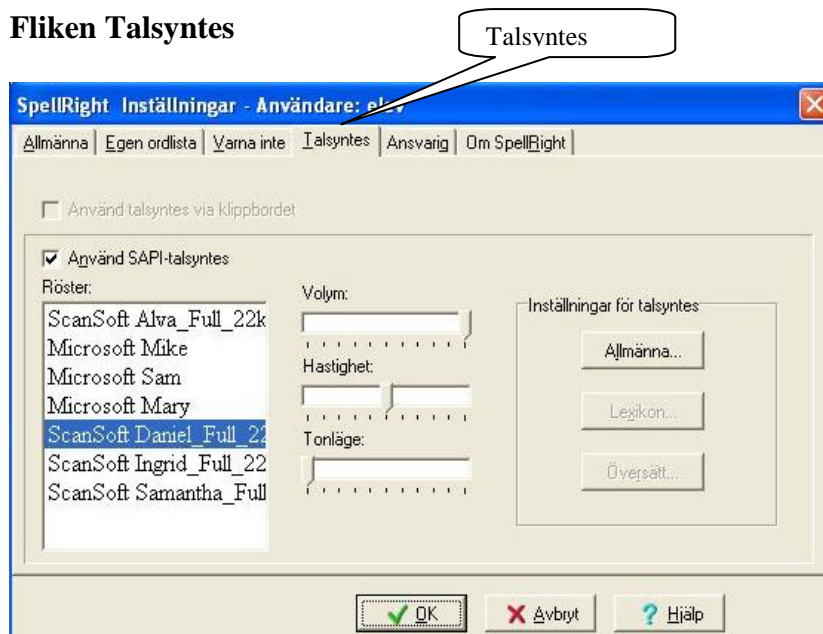 Fliken Talsyntes
Talsyntes
SpellRight Inställningar - Användare: elev
Allmänna Egen ordlista Varna inte Talsyntes Ansvarig Om SpellRight
Använd talsyntes via klippbordet
Använd SAPI-talsyntes
Röster:
ScanSoft Alva_Full_22k
Microsoft Mike
Microsoft Sam
Microsoft Mary
ScanSoft Daniel_Full_22
ScanSoft Ingrid_Full_22
ScanSoft Samantha_Full
Volym:
Hastighet:
Tonläge:
Inställningar för talsyntes
Allmänna...
Lexikon...
Översätt...
OK
Avbryt
? Hjälp